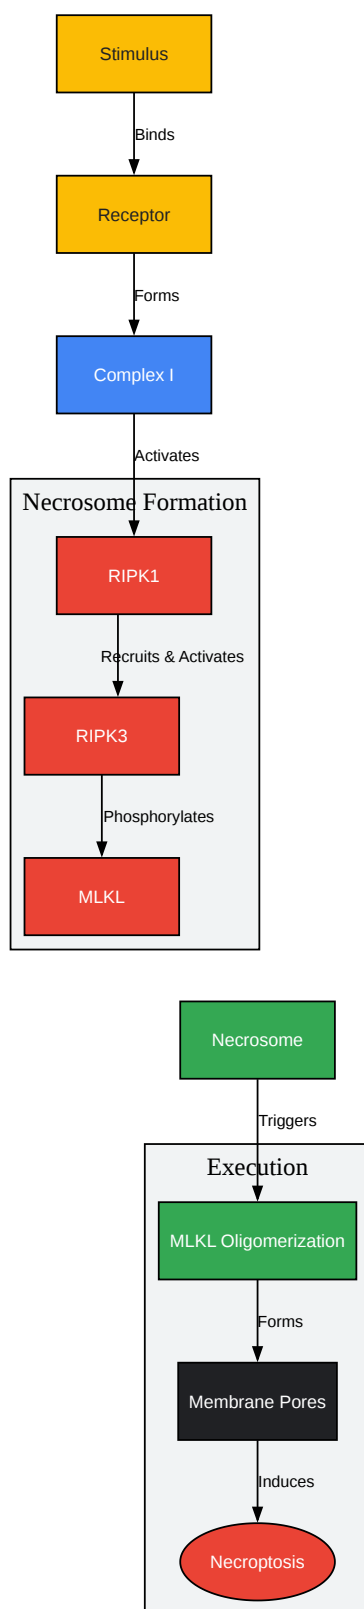 Stimulus
Binds
Receptor
Forms
Complex I
Activates
Necrosome Formation
RIPK1
Recruits & Activates
RIPK3
Phosphorylates
MLKL
Necrosome
Triggers
Execution
MLKL Oligomerization
Forms
Membrane Pores
Induces
Necroptosis